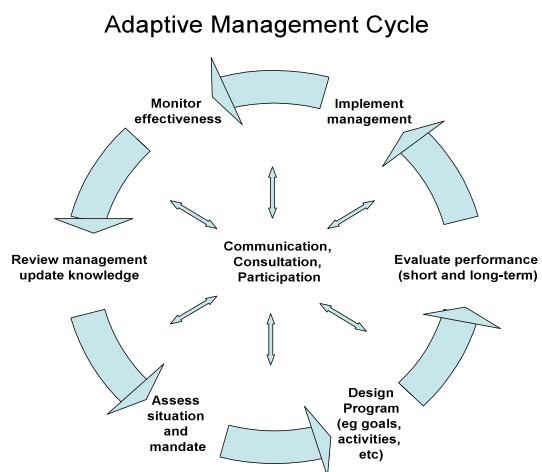 Adaptive Management Cycle
Monitor
effectiveness
Implement
management
Review management
update knowledge
Communication,
Consultation,
Participation
Evaluate performance
(short and long-term)
Assess
situation
and
mandate
Design
Program
(eg goals,
activities,
etc)